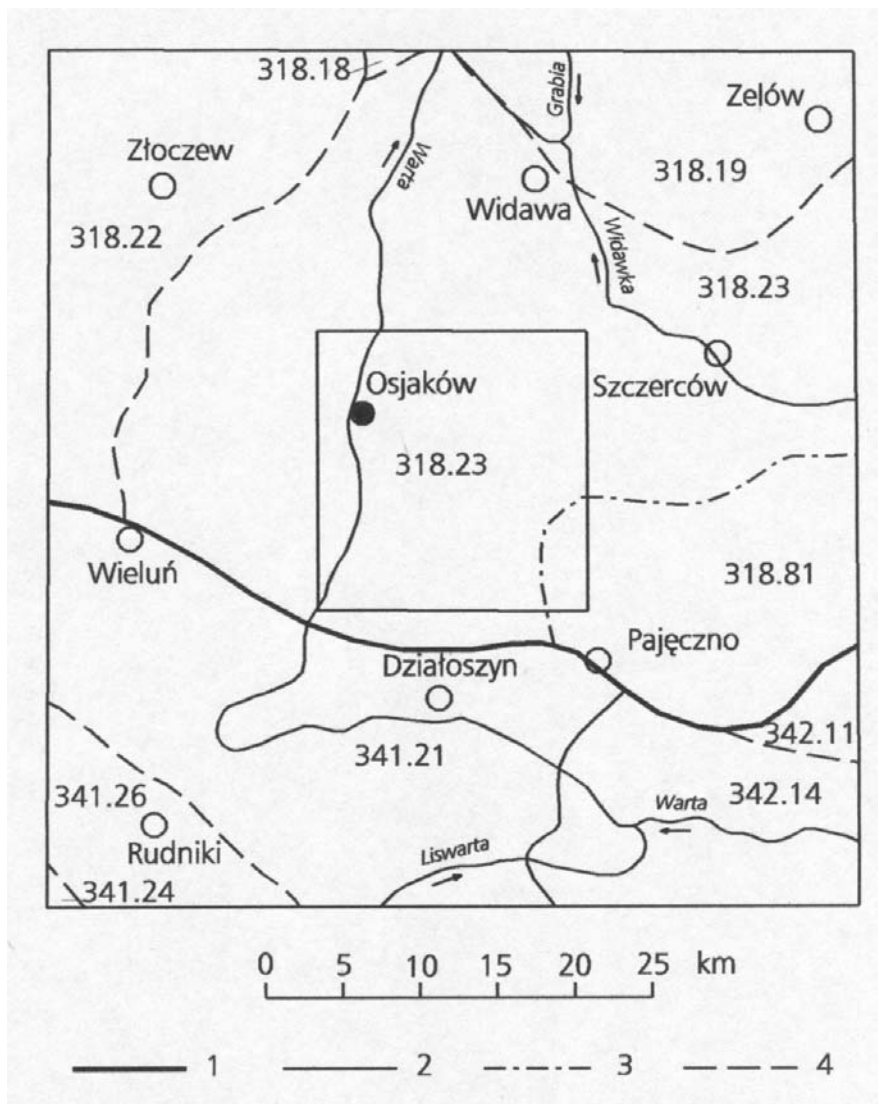 318.18
Grabia
Zelów
Złoczew
Warta
318.19
Widawa
318.22
Widawka
318.23
Szczerców
Osjaków
318.23
Wieluń
318.81
Pajęczno
Działoszyn
342.11
341.21
341.26
342.14
Warta
Rudniki
Liswarta
341.24
0 5 10 15 20 25 km
1 2 3 4